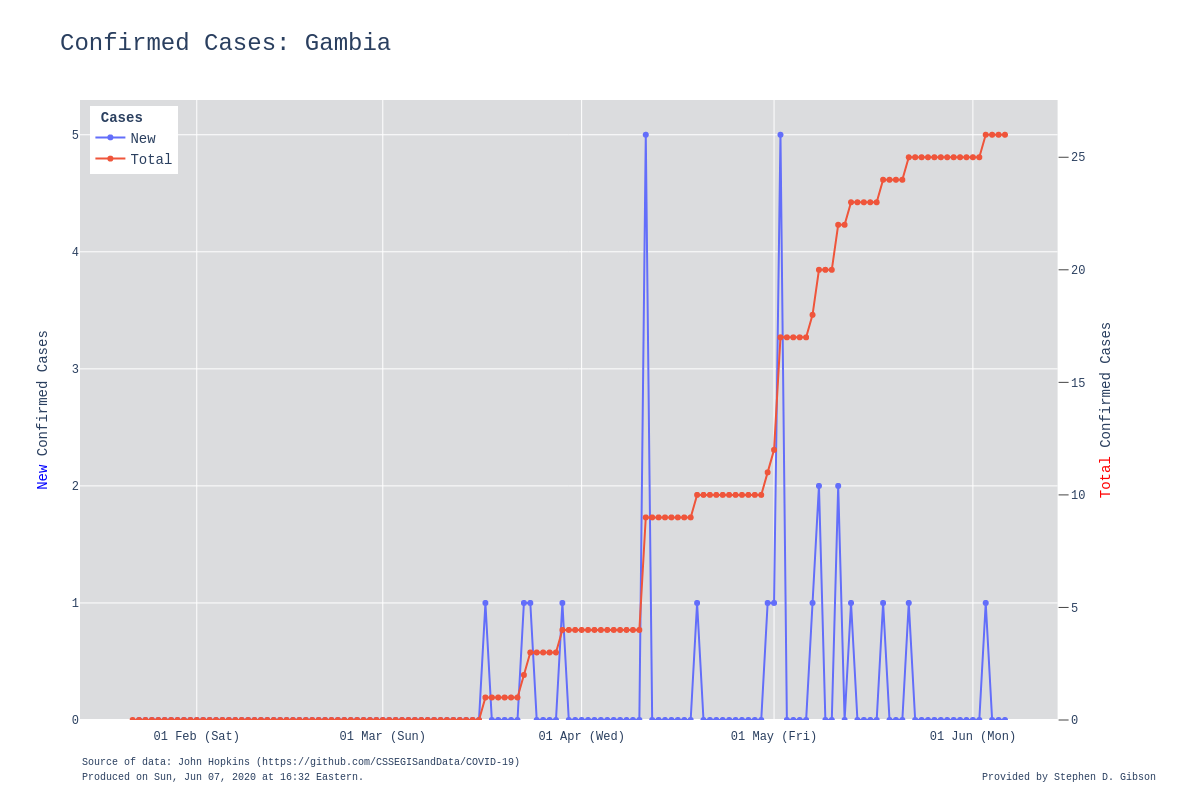 Confirmed Cases: Gambia
Cases
New
Total
5
4
3
2
1
0
New Confirmed Cases
25
20
15
10
5
0
Total Confirmed Cases
01 Feb (Sat)
01 Mar (Sun)
01 Apr (Wed)
01 May (Fri)
01 Jun (Mon)
Source of data: John Hopkins (https://github.com/CSSEGISandData/COVID-19)
Produced on Sun, Jun 07, 2020 at 16:32 Eastern.
Provided by Stephen D. Gibson